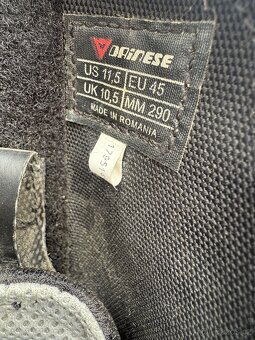 DAINESE
US 11,5 EU 45
UK 10,5 MM 290
MADE IN ROMANIA